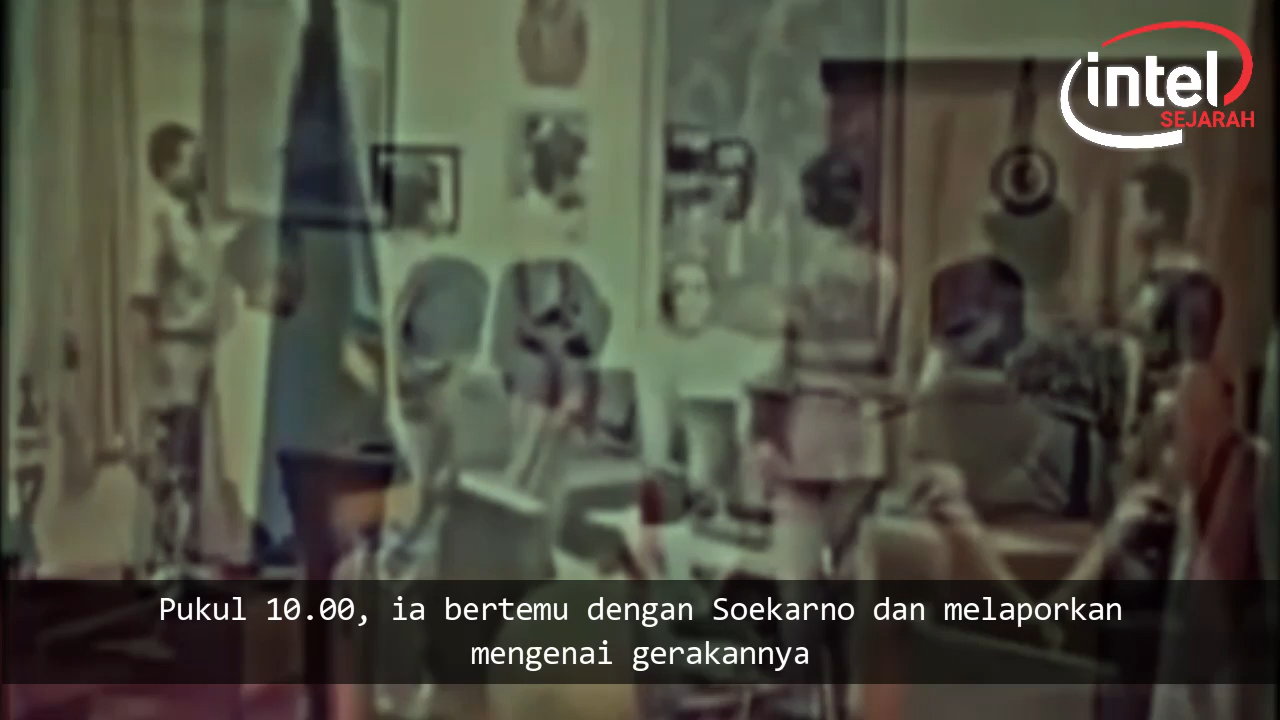 intel
SEJARAH
Pukul 10.00, ia bertemu dengan Soekarno dan melaporkan
mengenai gerakannya